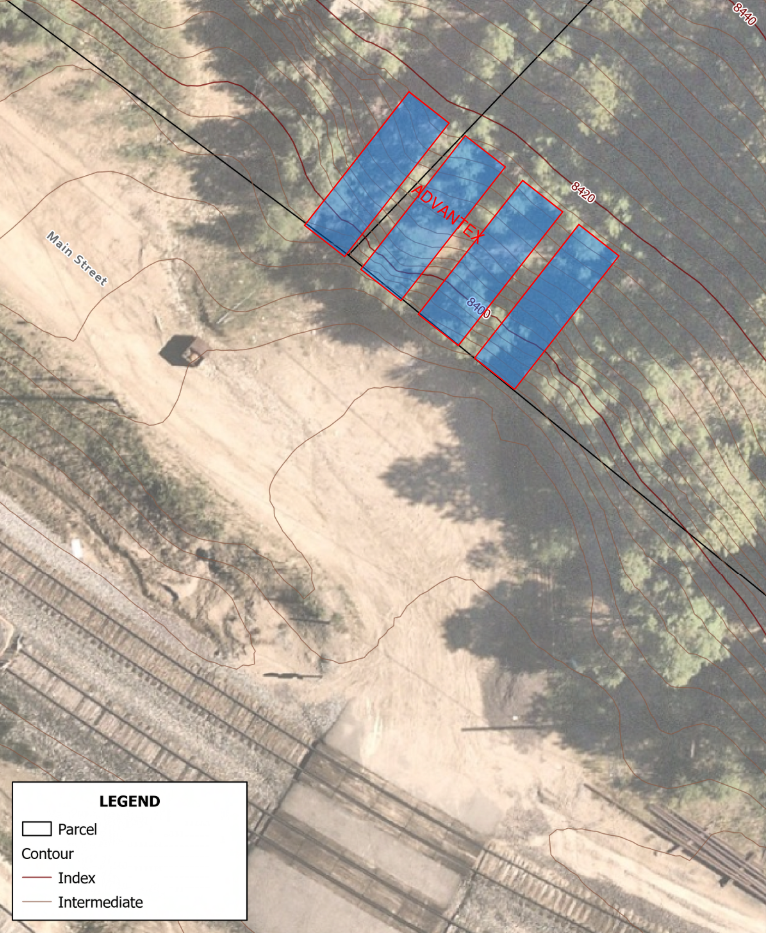 8440
8420
ADVANTEX
Main Street
8400
LEGEND
Parcel
Contour
Index
Intermediate